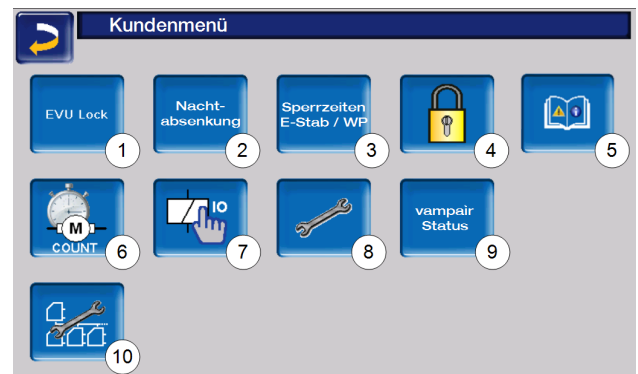 Kundenmenü
EVU Lock
1
Nacht-
absenkung
2
Sperrzeiten
E-Stab / WP
3
4
5
M
COUNT
6
IO
7
8
vampair
Status
9
10